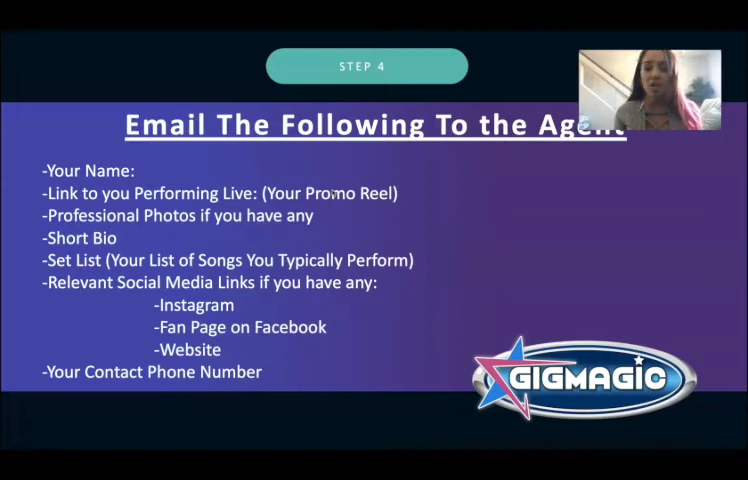 STEP 4
Email The Following To the Agent
-Your Name:
-Link to you Performing Live: (Your Promo Reel)
-Professional Photos if you have any
-Short Bio
-Set List (Your List of Songs You Typically Perform)
-Relevant Social Media Links if you have any:
-Instagram
-Fan Page on Facebook
-Website
-Your Contact Phone Number
GIGMAGIC